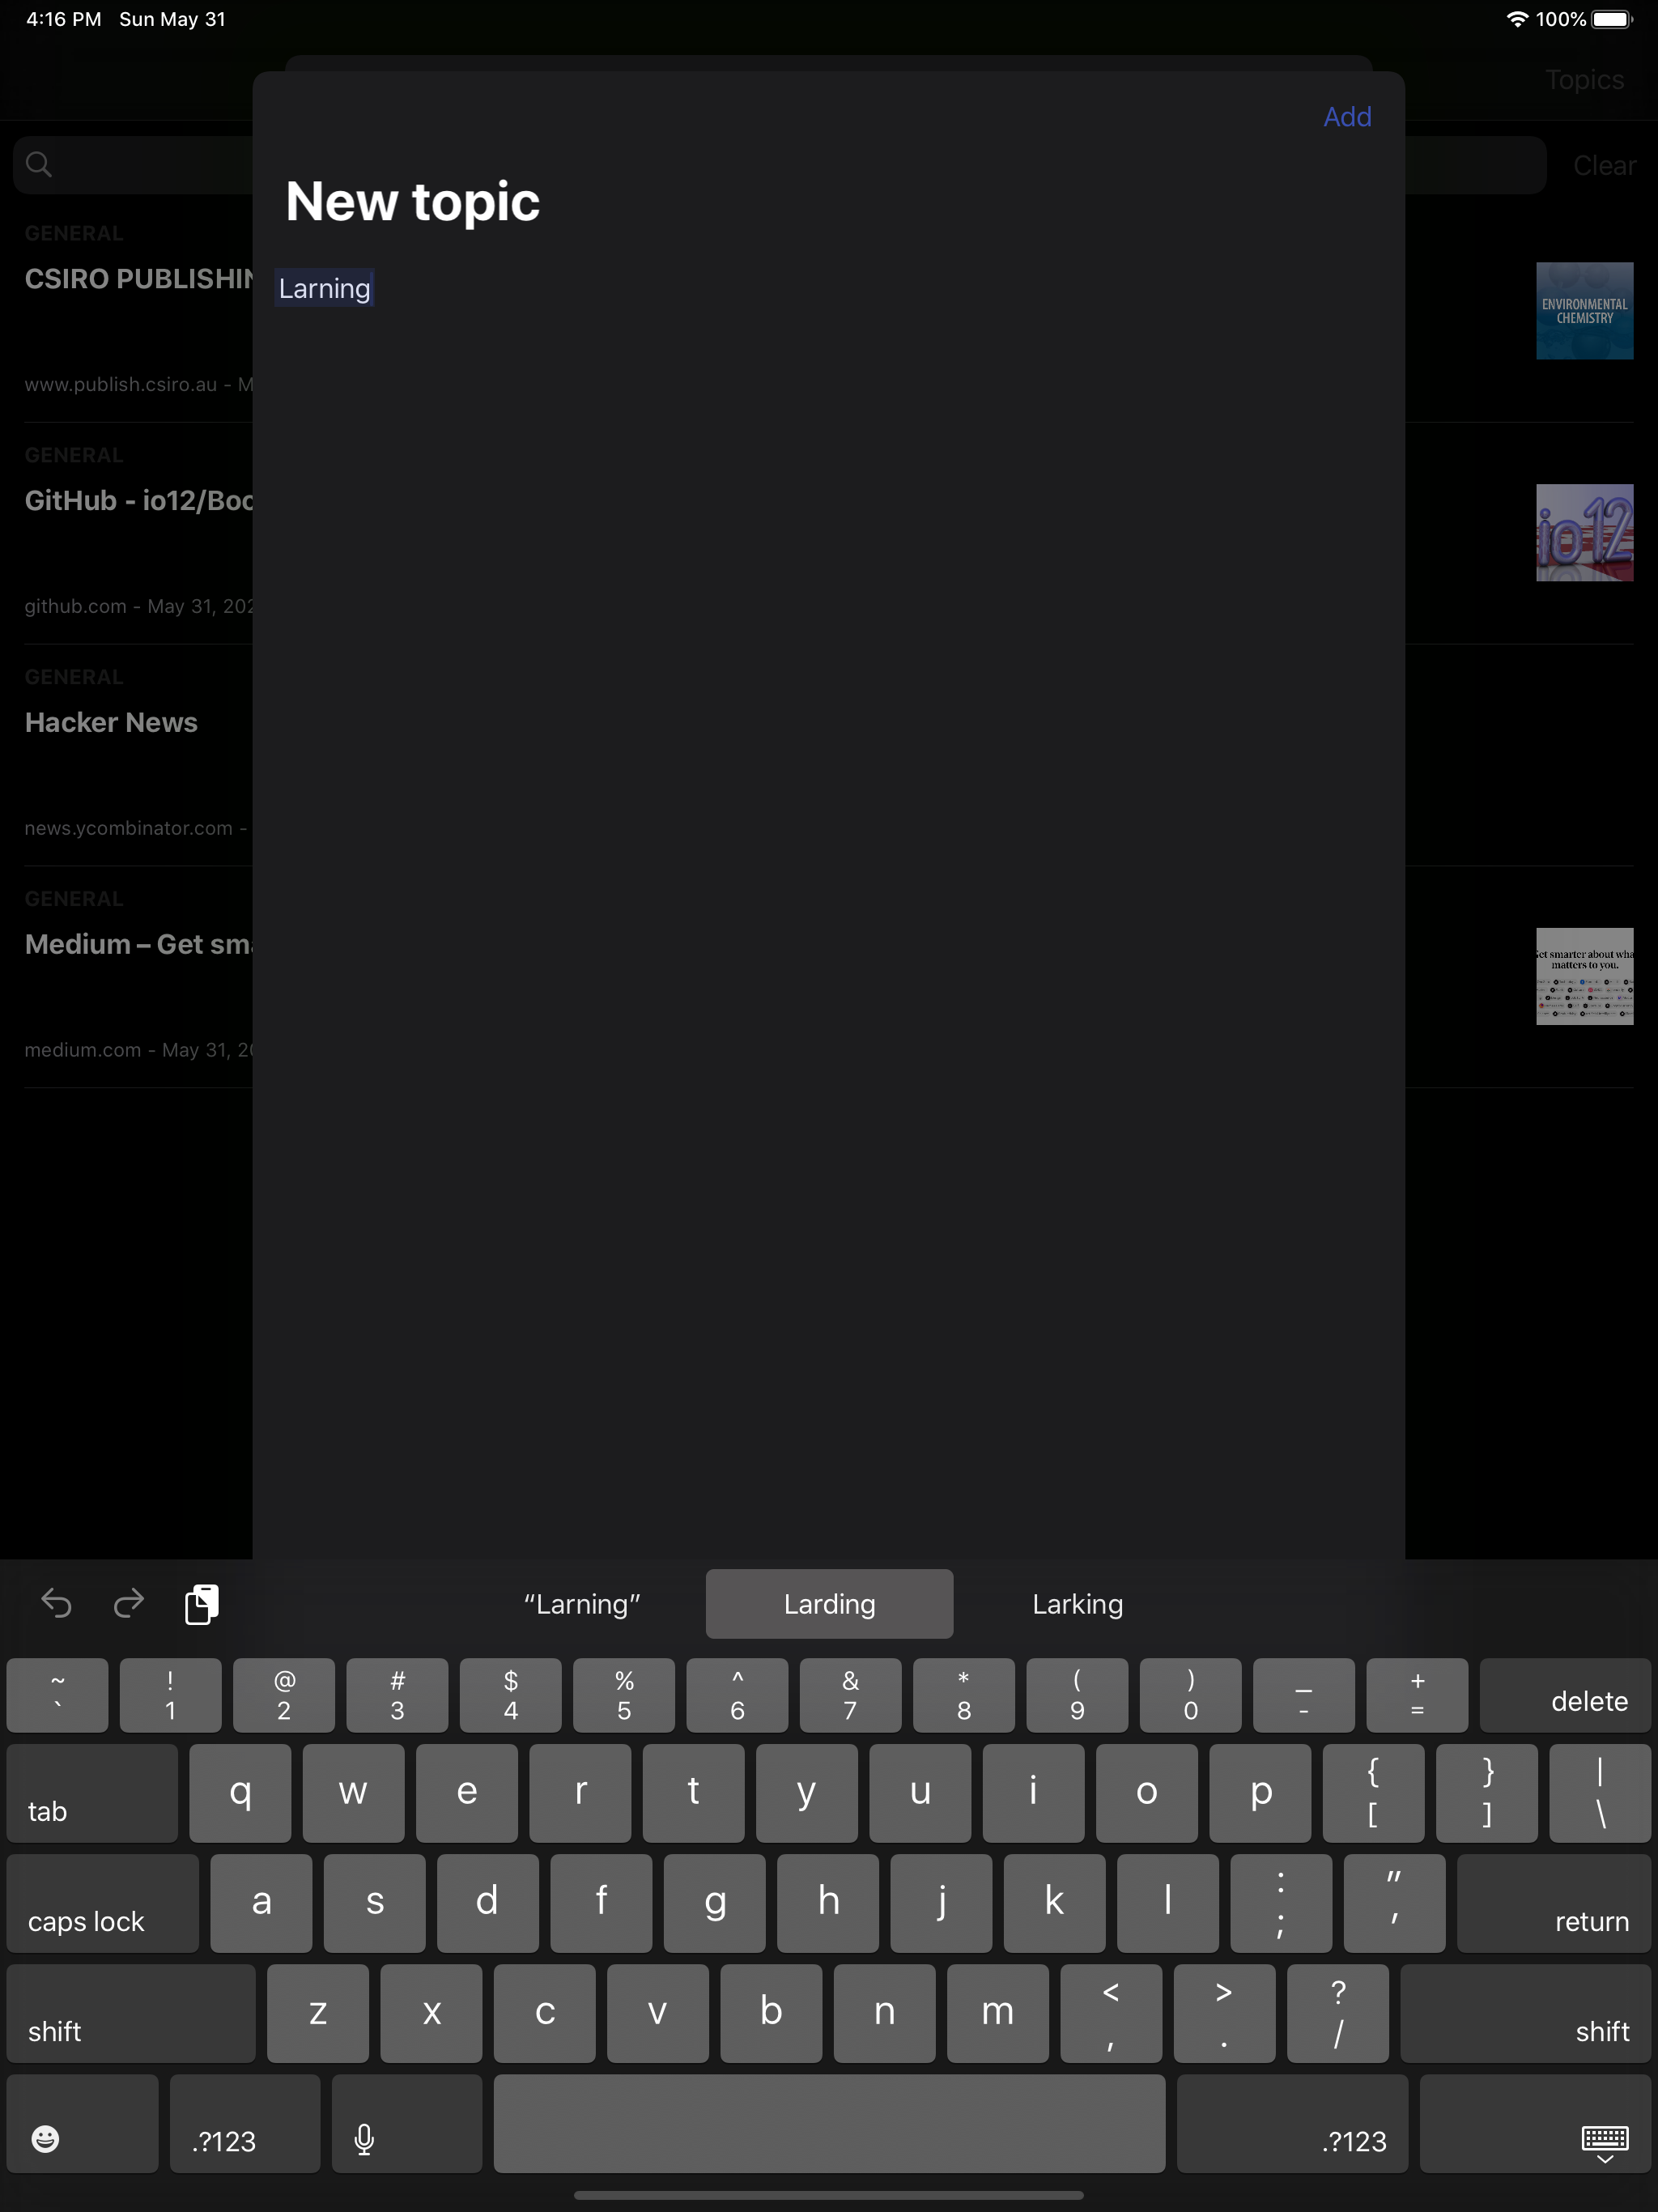 4:16 PM Sun May 31
100%
Topics
Add
Clear
New topic
Larning
GENERAL
CSIRO PUBLISHIN
www.publish.csiro.au - M
ENVIRONMENTAL
CHEMISTRY
GENERAL
GitHub - io12/Boo
github.com - May 31, 202
io12
GENERAL
Hacker News
news.ycombinator.com -
GENERAL
Medium – Get sma
medium.com - May 31, 20
Get smarter about wha
matters to you.
“Larning” Larding Larking
~ ! @ # $ % ^ & * ( ) _ +
` 1 2 3 4 5 6 7 8 9 0 - = delete
tab q w e r t y u i o p { [ } ] | \
caps lock a s d f g h j k l : ; " ' return
shift z x c v b n m < , > . ? / shift
.?123 .?123